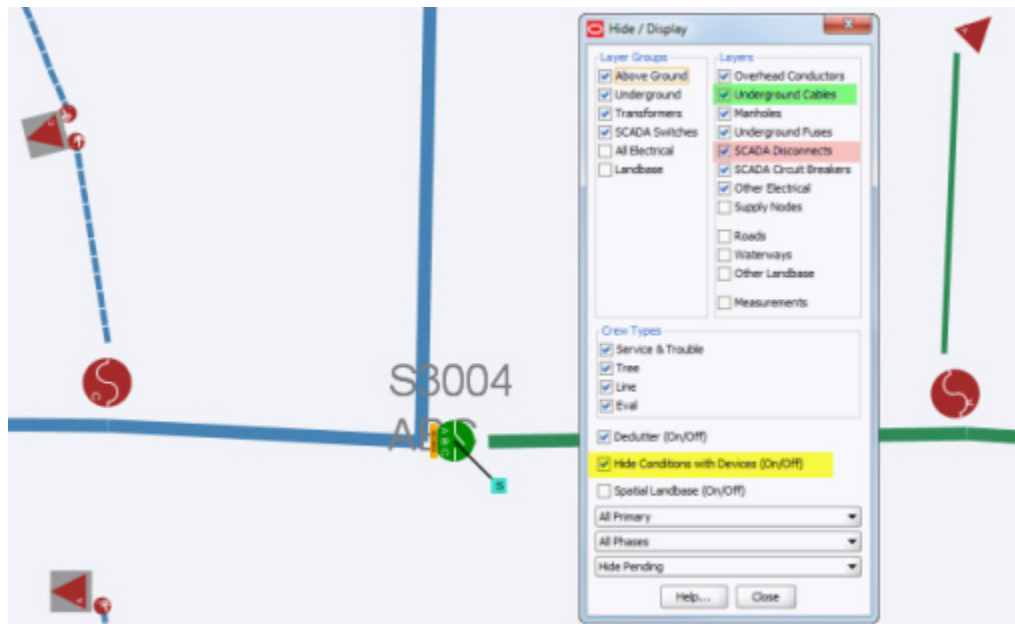 S3004
ABC
A B C
S
Hide / Display
Layer Groups
Above Ground
Underground
Transformers
SCADA Switches
All Electrical
Landbase
Layers
Overhead Conductors
Underground Cables
Manholes
Underground Fuses
SCADA Disconnects
SCADA Circuit Breakers
Other Electrical
Supply Nodes
Roads
Waterways
Other Landbase
Measurements
Crew Types
Service & Trouble
Tree
Line
Eval
Declutter (On/Off)
Hide Conditions with Devices (On/Off)
Spatial Landbase (On/Off)
All Primary
All Phases
Hide Pending
Help...
Close